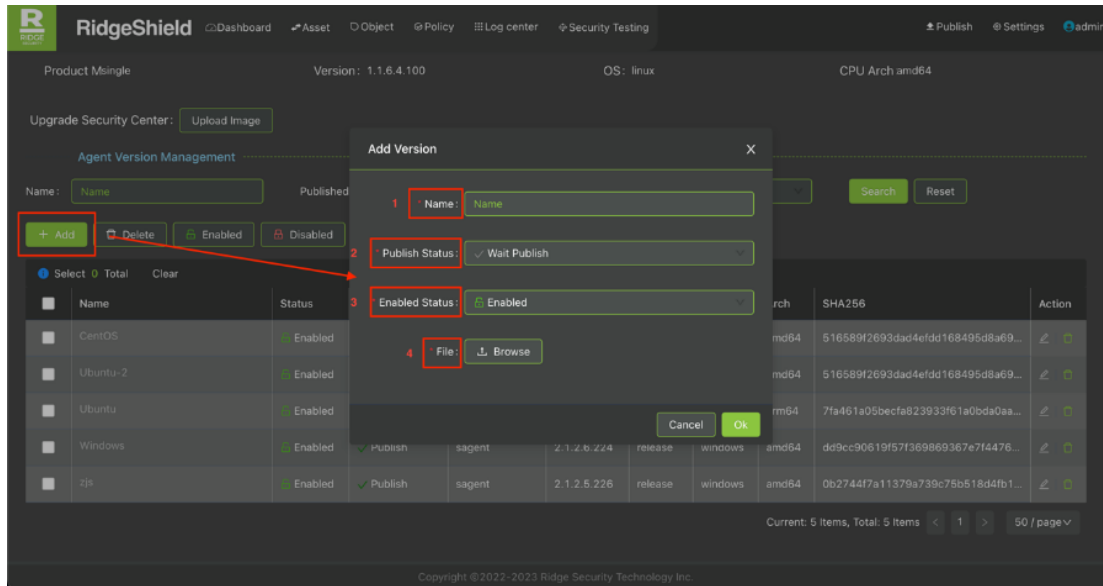 R RidgeShield Dashboard Asset Object Policy Log center Security Testing Publish Settings admin
RIDGE
SECURITY
Product Msingle Version: 1.1.6.4.100 OS: linux CPU Arch amd64
Upgrade Security Center: Upload Image
Agent Version Management
Add Version X
Name: Name Published Search Reset
1 * Name: Name
+ Add Delete Enabled Disabled
2 * Publish Status: Wait Publish
Select 0 Total Clear
3 * Enabled Status: Enabled
Name Status rch SHA256 Action
CentOS Enabled md64 516589f2693dad4efdd168495d8a69...
4 * File: Browse
Ubuntu-2 Enabled md64 516589f2693dad4efdd168495d8a69...
Ubuntu Enabled rm64 7fa461a05becfa823933f61a0bda0aa...
Cancel Ok
Windows Enabled Publish sagent 2.1.2.6.224 release windows amd64 dd9cc90619f57f369869367e7f4476...
zjs Enabled Publish sagent 2.1.2.5.226 release windows amd64 0b2744f7a11379a739c75b518d4fb1...
Current: 5 Items, Total: 5 Items < 1 > 50 / page
Copyright ©2022-2023 Ridge Security Technology Inc.